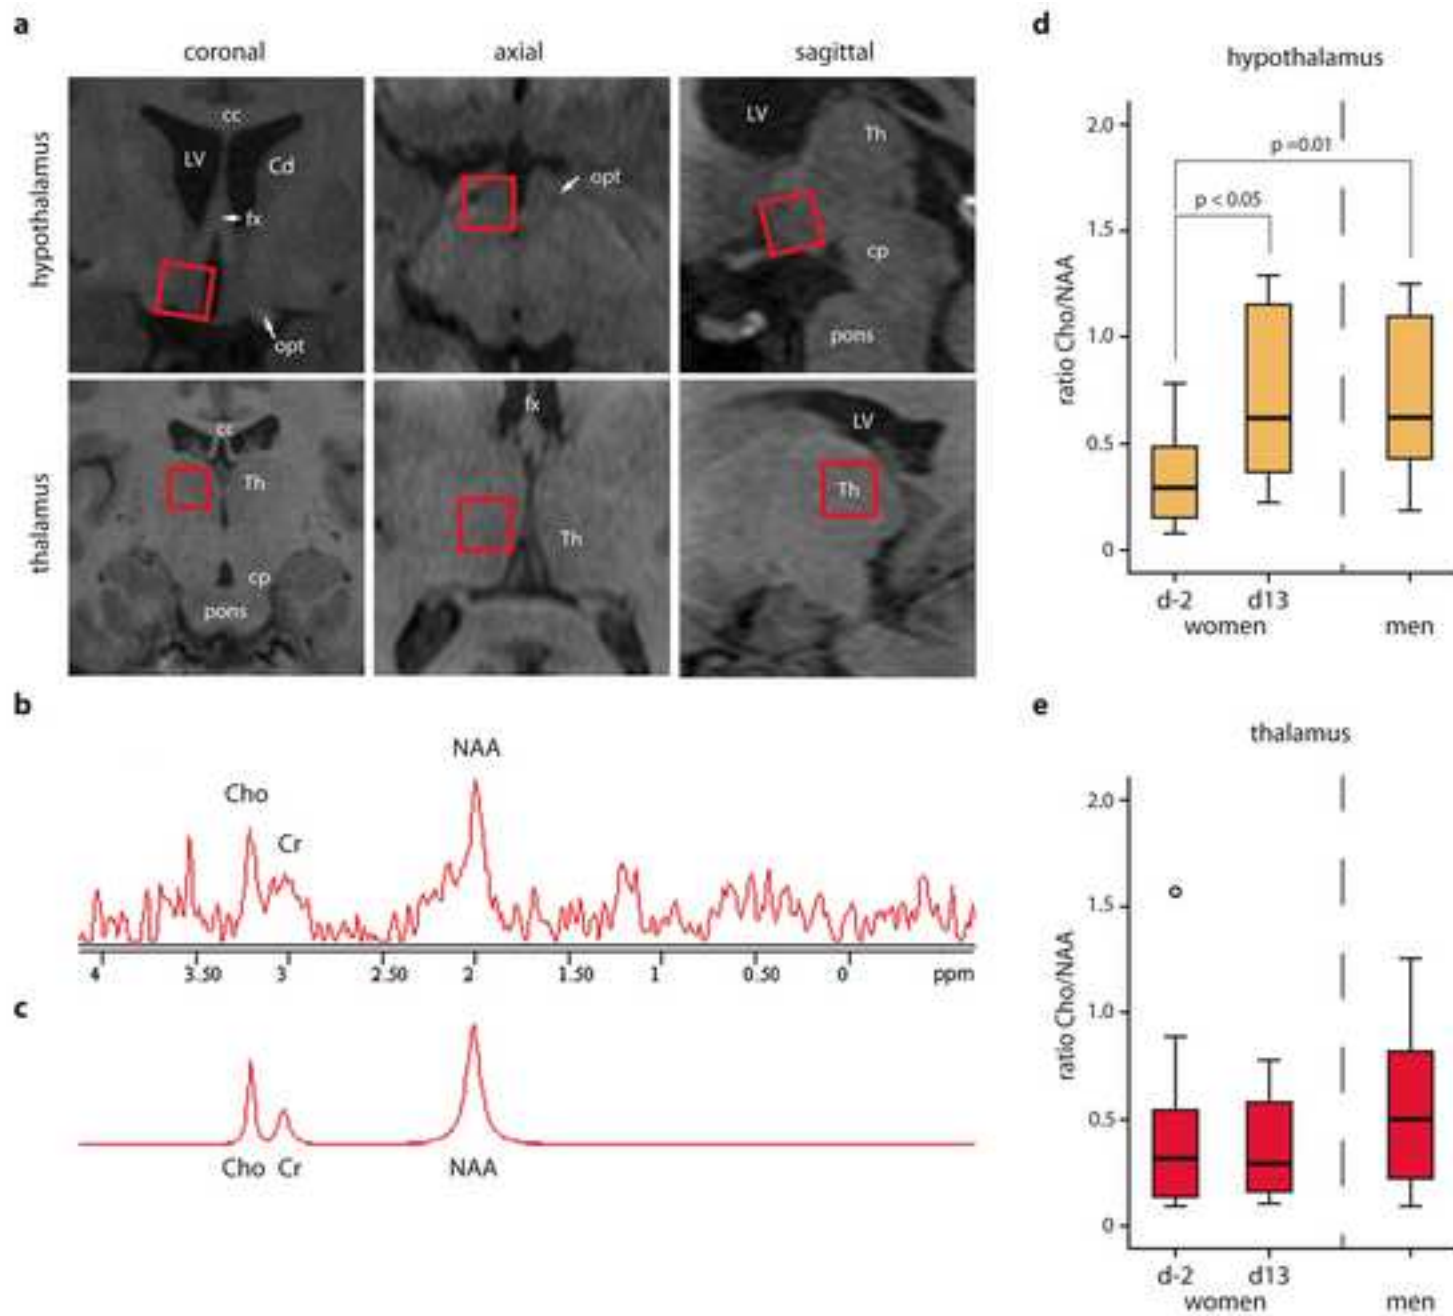 a
coronal
axial
sagittal
hypothalamus
cc
LV
Cd
fx
opt
opt
LV
Th
cp
pons
thalamus
cc
Th
cp
pons
fx
Th
LV
Th
b
NAA
Cho
Cr
4 3.50 3 2.50 2 1.50 1 0.50 0 ppm
c
Cho Cr NAA
d
hypothalamus
ratio Cho/NAA
2.0
1.5
1.0
0.5
0
p =0.01
p < 0.05
d-2 d13
women men
e
thalamus
ratio Cho/NAA
2.0
1.5
1.0
0.5
0
d-2 d13
women men